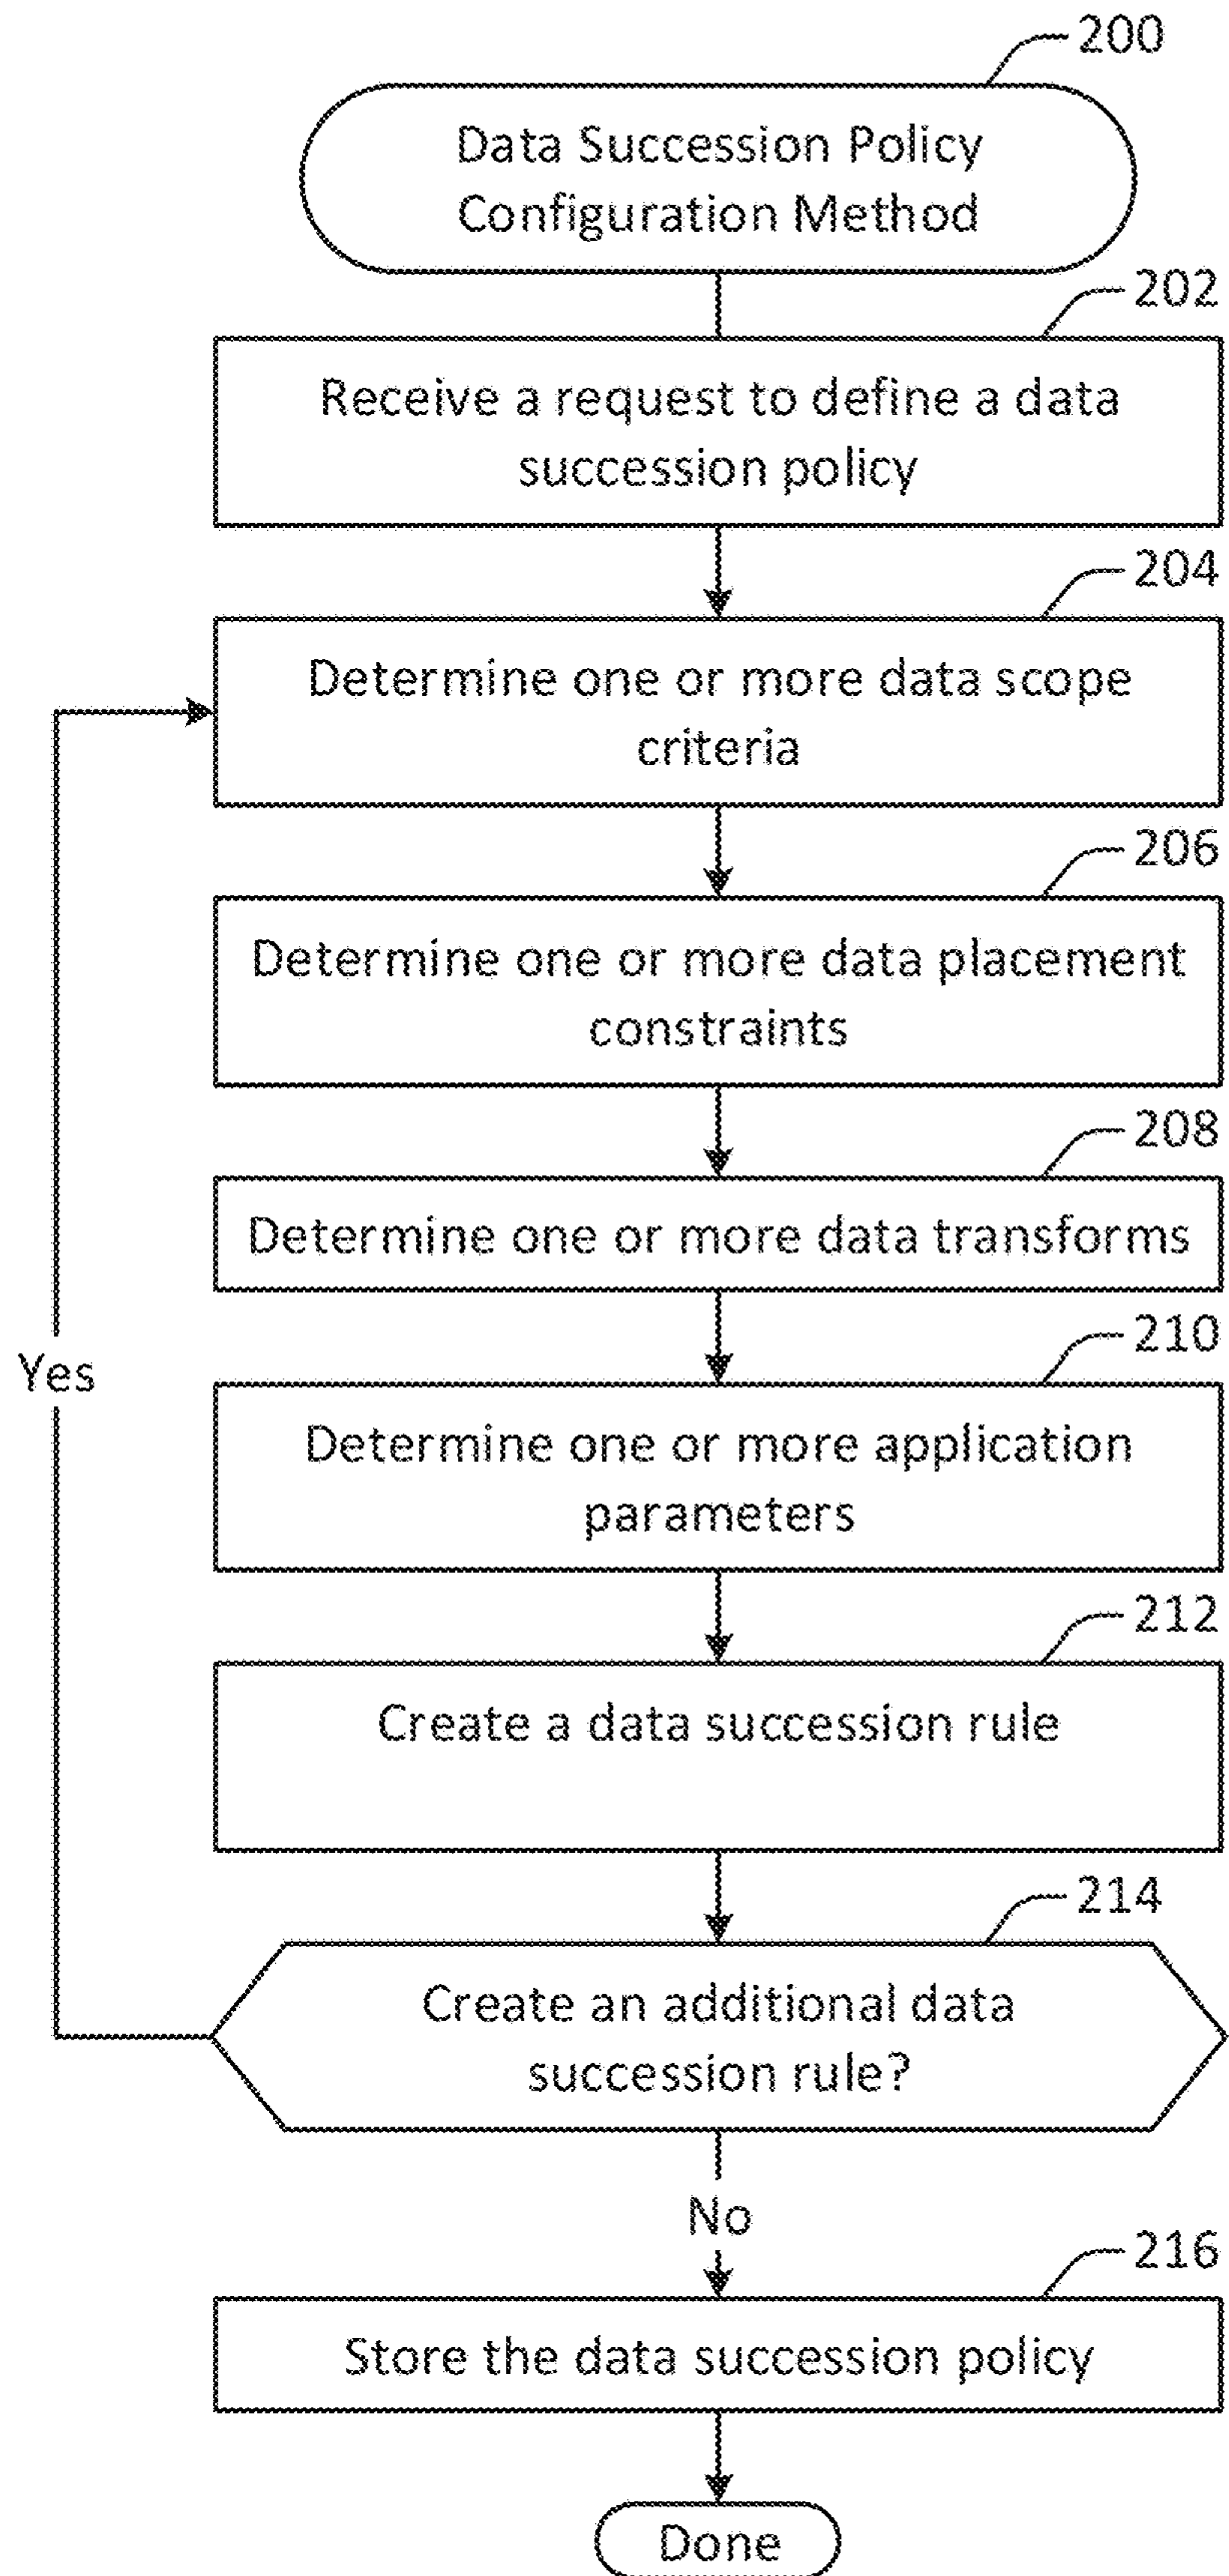 200
Data Succession Policy
Configuration Method
202
Receive a request to define a data
succession policy
204
Determine one or more data scope
criteria
206
Determine one or more data placement
constraints
208
Determine one or more data transforms
210
Yes
Determine one or more application
parameters
212
Create a data succession rule
214
Create an additional data
succession rule?
No
216
Store the data succession policy
Done